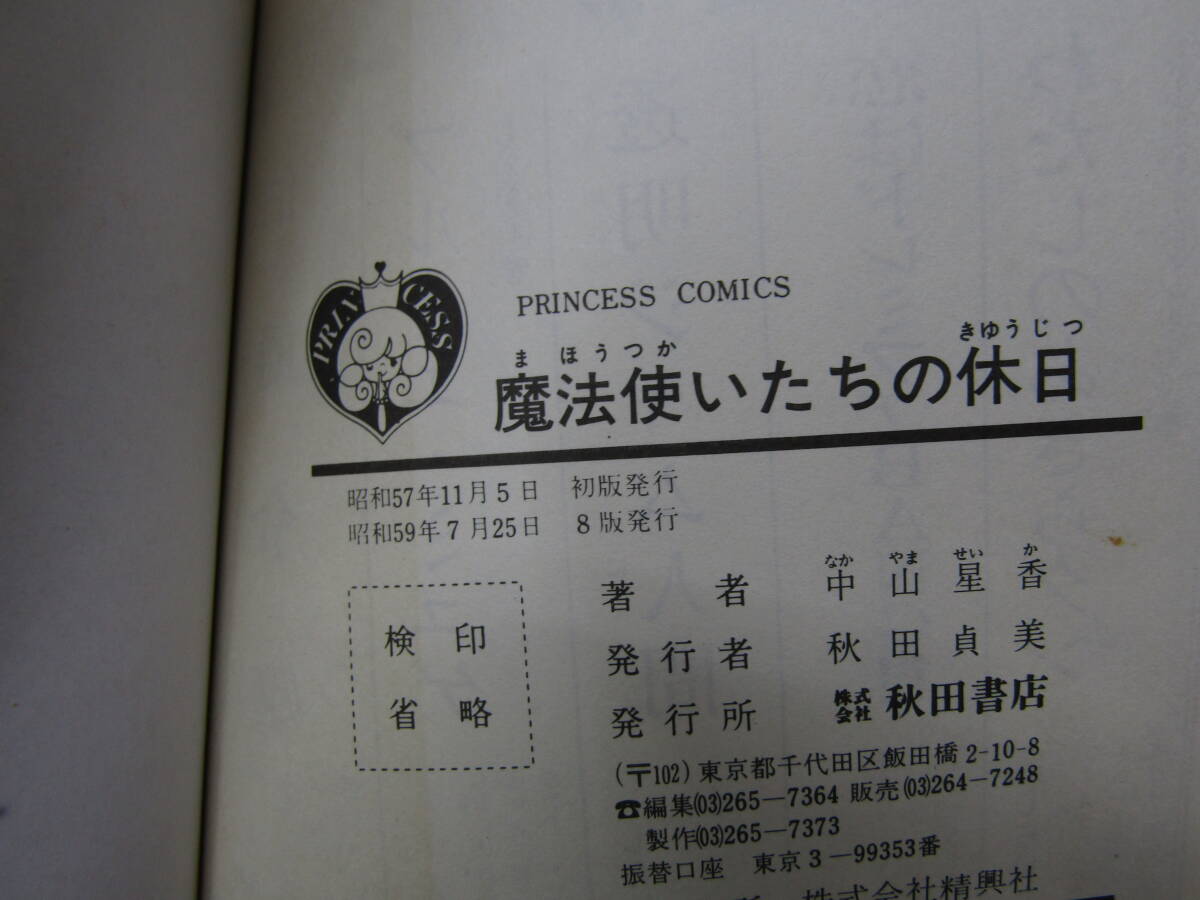 PRINCESS
PRINCESS COMICS
まほうつか きゆうじつ
魔法使いたちの休日
昭和57年11月5日 初版発行
昭和59年7月25日 8版発行
検印
省略
なか やま せい か
著者 中山星香
発行者 秋田貞美
発行所 株式会社 秋田書店
(〒102) 東京都千代田区飯田橋2-10-8
☎編集(03)265―7364 販売(03)264―7248
製作(03)265―7373
振替口座 東京3―99353番
所 株式会社精興社